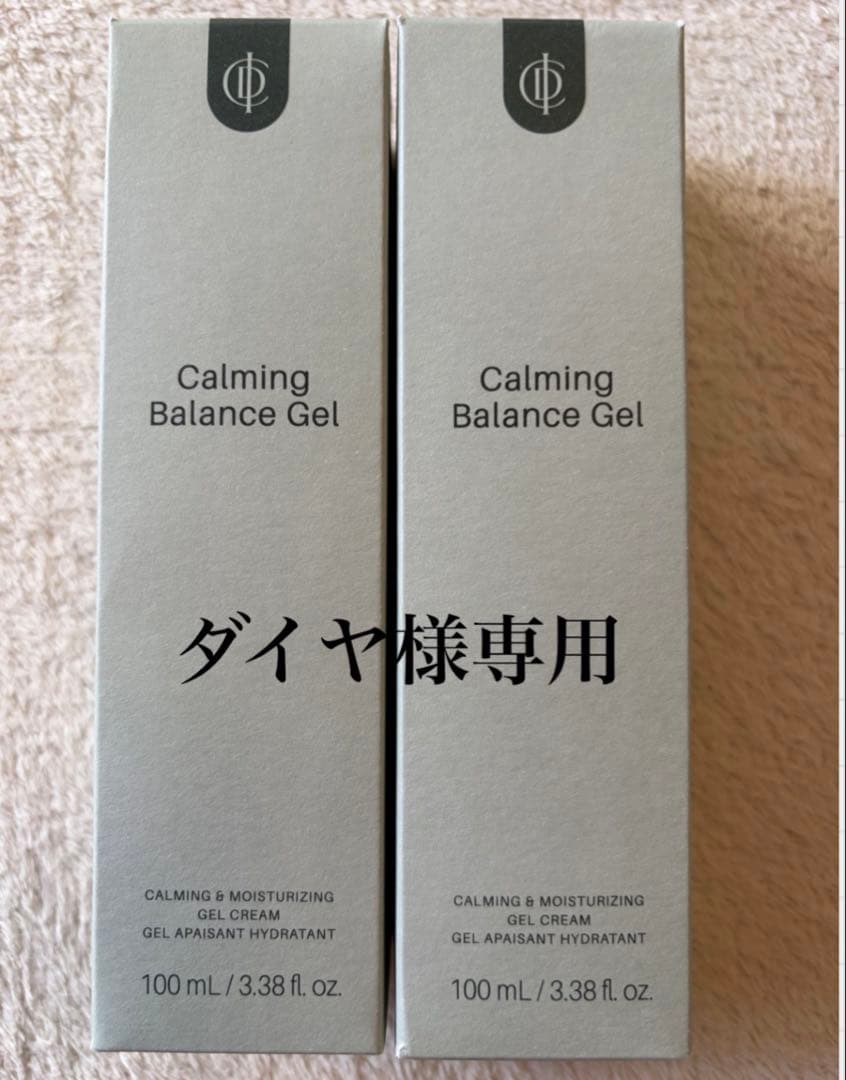 Calming
Balance Gel
CALMING & MOISTURIZING
GEL CREAM
GEL APAISANT HYDRATANT
100 mL / 3.38 fl. oz.
Calming
Balance Gel
CALMING & MOISTURIZING
GEL CREAM
GEL APAISANT HYDRATANT
100 mL / 3.38 fl. oz.
ダイヤ様専用